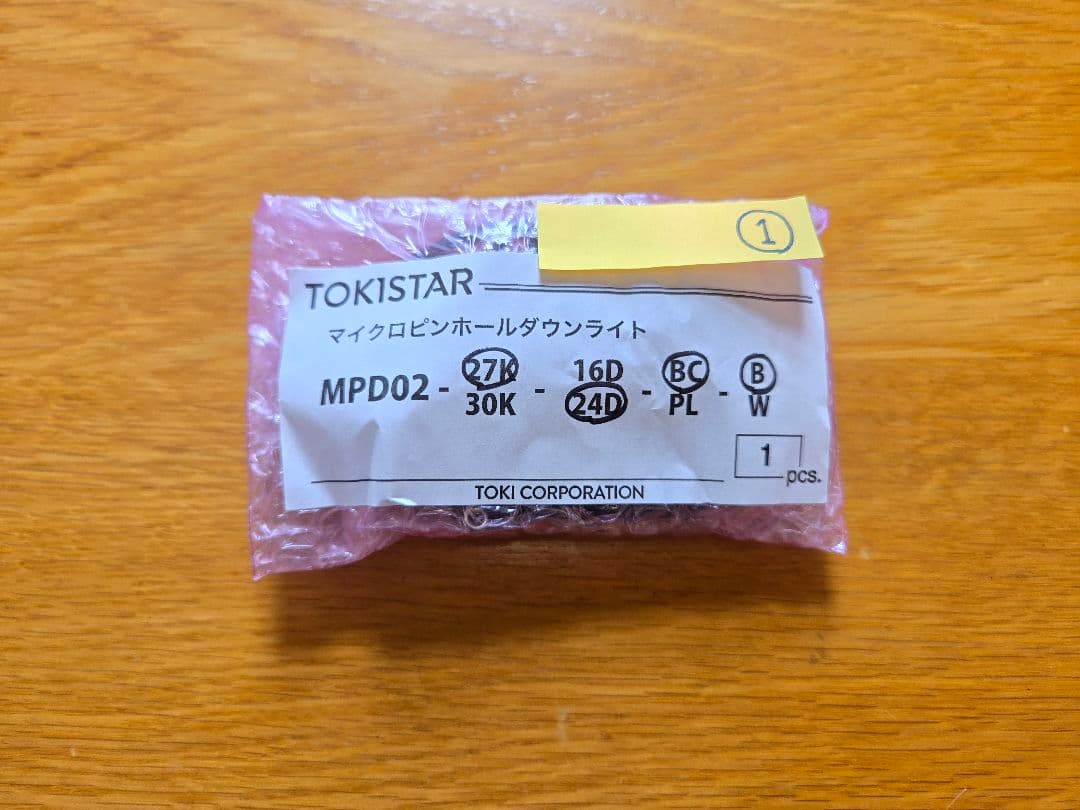 ①
TOKISTAR
マイクロピンホールダウンライト
MPD02 - 27K - 16D - BC - B
30K 24D PL W
1 pcs.
TOKI CORPORATION